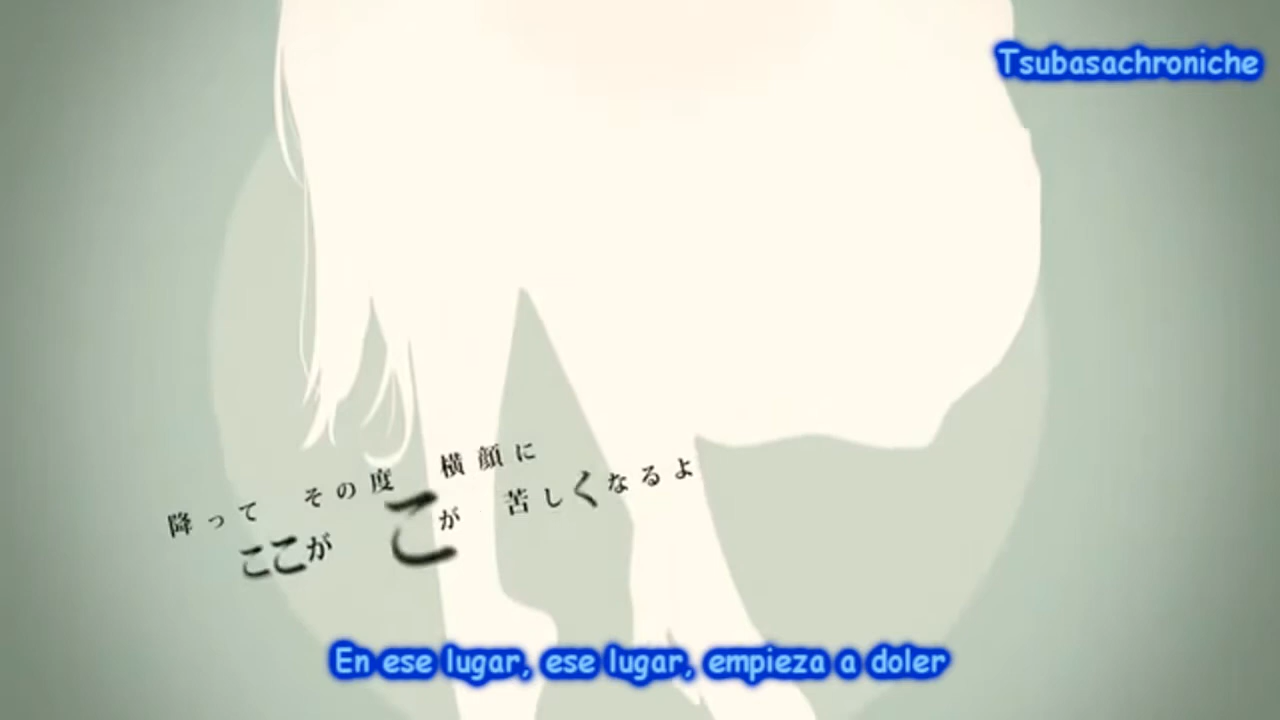 Tsubasachroniche
降って その度 横顔に
ここが こが 苦しくなるよ
En ese lugar, ese lugar, empieza a doler